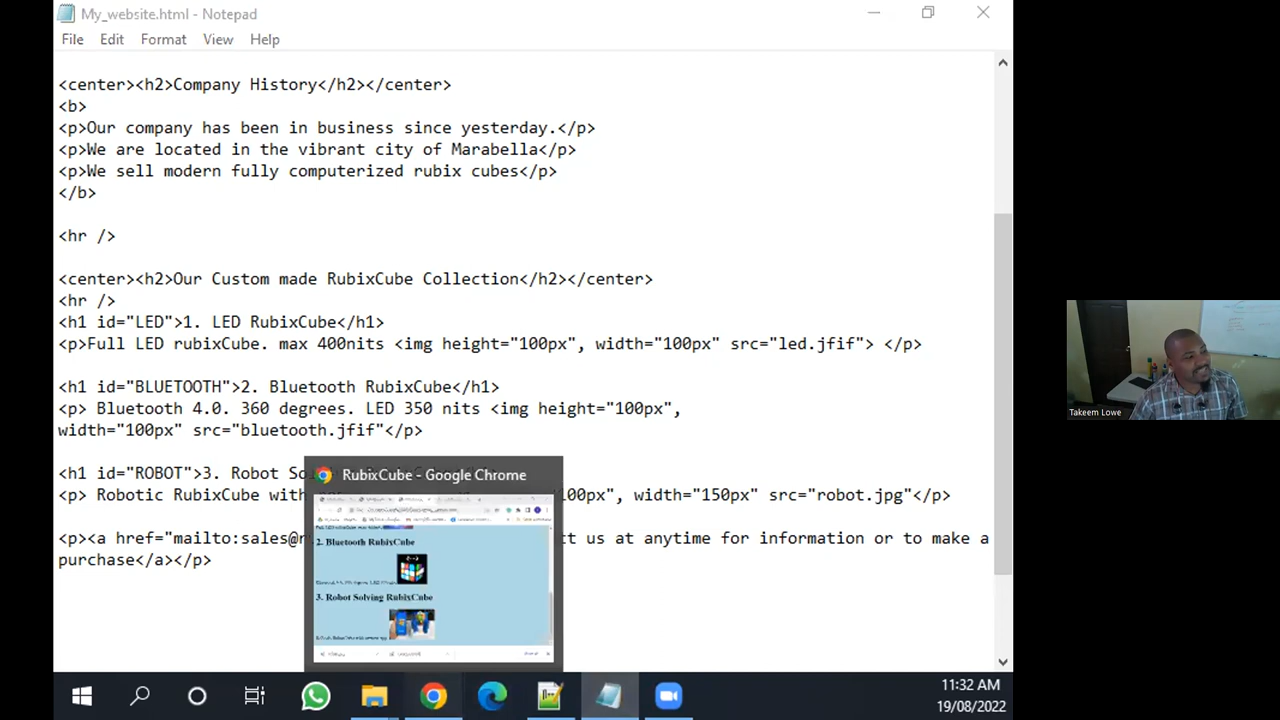 My_website.html - Notepad
File Edit Format View Help
<center><h2>Company History</h2></center>
<b>
<p>Our company has been in business since yesterday.</p>
<p>We are located in the vibrant city of Marabella</p>
<p>We sell modern fully computerized rubix cubes</p>
</b>
<hr />
<center><h2>Our Custom made RubixCube Collection</h2></center>
<hr />
<h1 id="LED">1. LED RubixCube</h1>
<p>Full LED rubixCube. max 400nits <img height="100px", width="100px" src="led.jfif"> </p>
<h1 id="BLUETOOTH">2. Bluetooth RubixCube</h1>
<p> Bluetooth 4.0. 360 degrees. LED 350 nits <img height="100px",
width="100px" src="bluetooth.jfif"</p>
<h1 id="ROBOT">3. Robot So
<p> Robotic RubixCube with 100px", width="150px" src="robot.jpg"</p>
<p><a href="mailto:sales@r ct us at anytime for information or to make a
purchase</a></p>
RubixCube - Google Chrome
2. Bluetooth RubixCube
3. Robot Solving RubixCube
Takeem Lowe
11:32 AM
19/08/2022